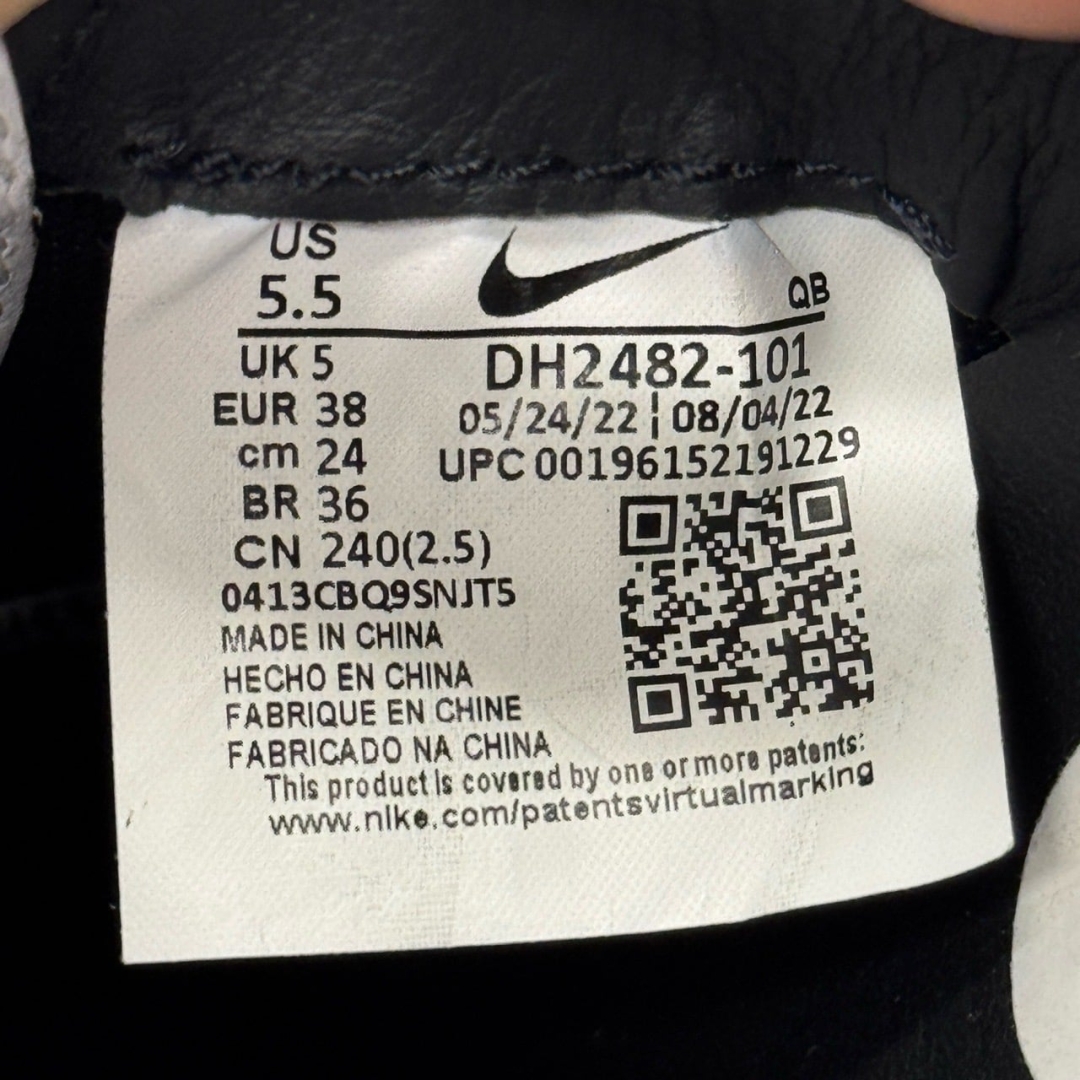 US
5.5
QB
UK 5
DH2482-101
EUR 38
05/24/22 | 08/04/22
cm 24
UPC 00196152191229
BR 36
CN 240(2.5)
0413CBQ9SNJT5
MADE IN CHINA
HECHO EN CHINA
FABRIQUE EN CHINE
FABRICADO NA CHINA
This product is covered by one or more patents:
www.nike.com/patentsvirtualmarking